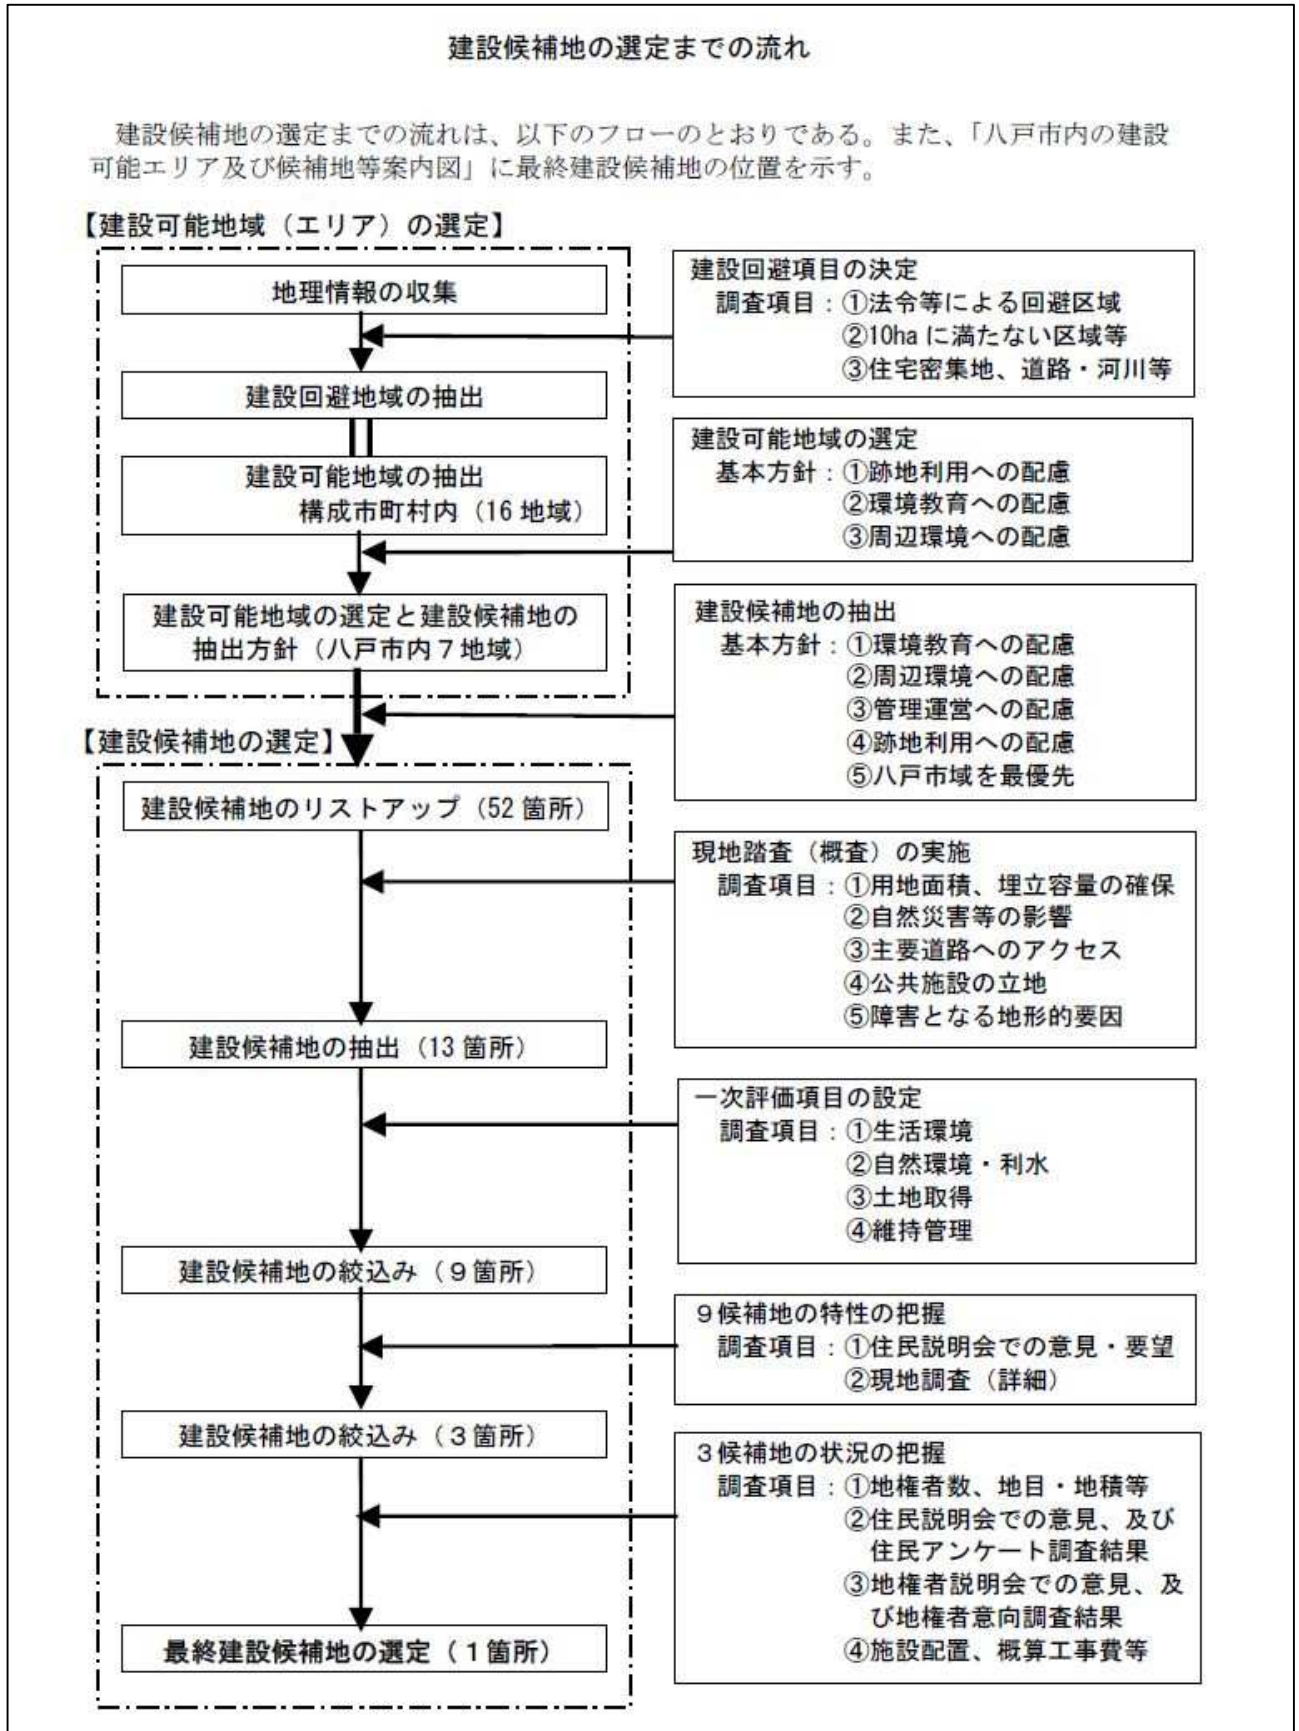 建設候補地の選定までの流れ
建設候補地の選定までの流れは、以下のフローのとおりである。また、「八戸市内の建設
可能エリア及び候補地等案内図」に最終建設候補地の位置を示す。
【建設可能地域（エリア）の選定】
地理情報の収集
建設回避項目の決定
調査項目：①法令等による回避区域
②10ha に満たない区域等
③住宅密集地、道路・河川等
建設回避地域の抽出
建設可能地域の抽出
構成市町村内（16 地域）
建設可能地域の選定
基本方針：①跡地利用への配慮
②環境教育への配慮
③周辺環境への配慮
建設可能地域の選定と建設候補地の
抽出方針（八戸市内７地域）
建設候補地の抽出
基本方針：①環境教育への配慮
②周辺環境への配慮
③管理運営への配慮
④跡地利用への配慮
⑤八戸市域を最優先
【建設候補地の選定】
建設候補地のリストアップ（52 箇所）
現地踏査（概査）の実施
調査項目：①用地面積、埋立容量の確保
②自然災害等の影響
③主要道路へのアクセス
④公共施設の立地
⑤障害となる地形的要因
建設候補地の抽出（13 箇所）
一次評価項目の設定
調査項目：①生活環境
②自然環境・利水
③土地取得
④維持管理
建設候補地の絞込み（９箇所）
９候補地の特性の把握
調査項目：①住民説明会での意見・要望
②現地調査（詳細）
建設候補地の絞込み（３箇所）
３候補地の状況の把握
調査項目：①地権者数、地目・地積等
②住民説明会での意見、及び
住民アンケート調査結果
③地権者説明会での意見、及
び地権者意向調査結果
④施設配置、概算工事費等
最終建設候補地の選定（１箇所）